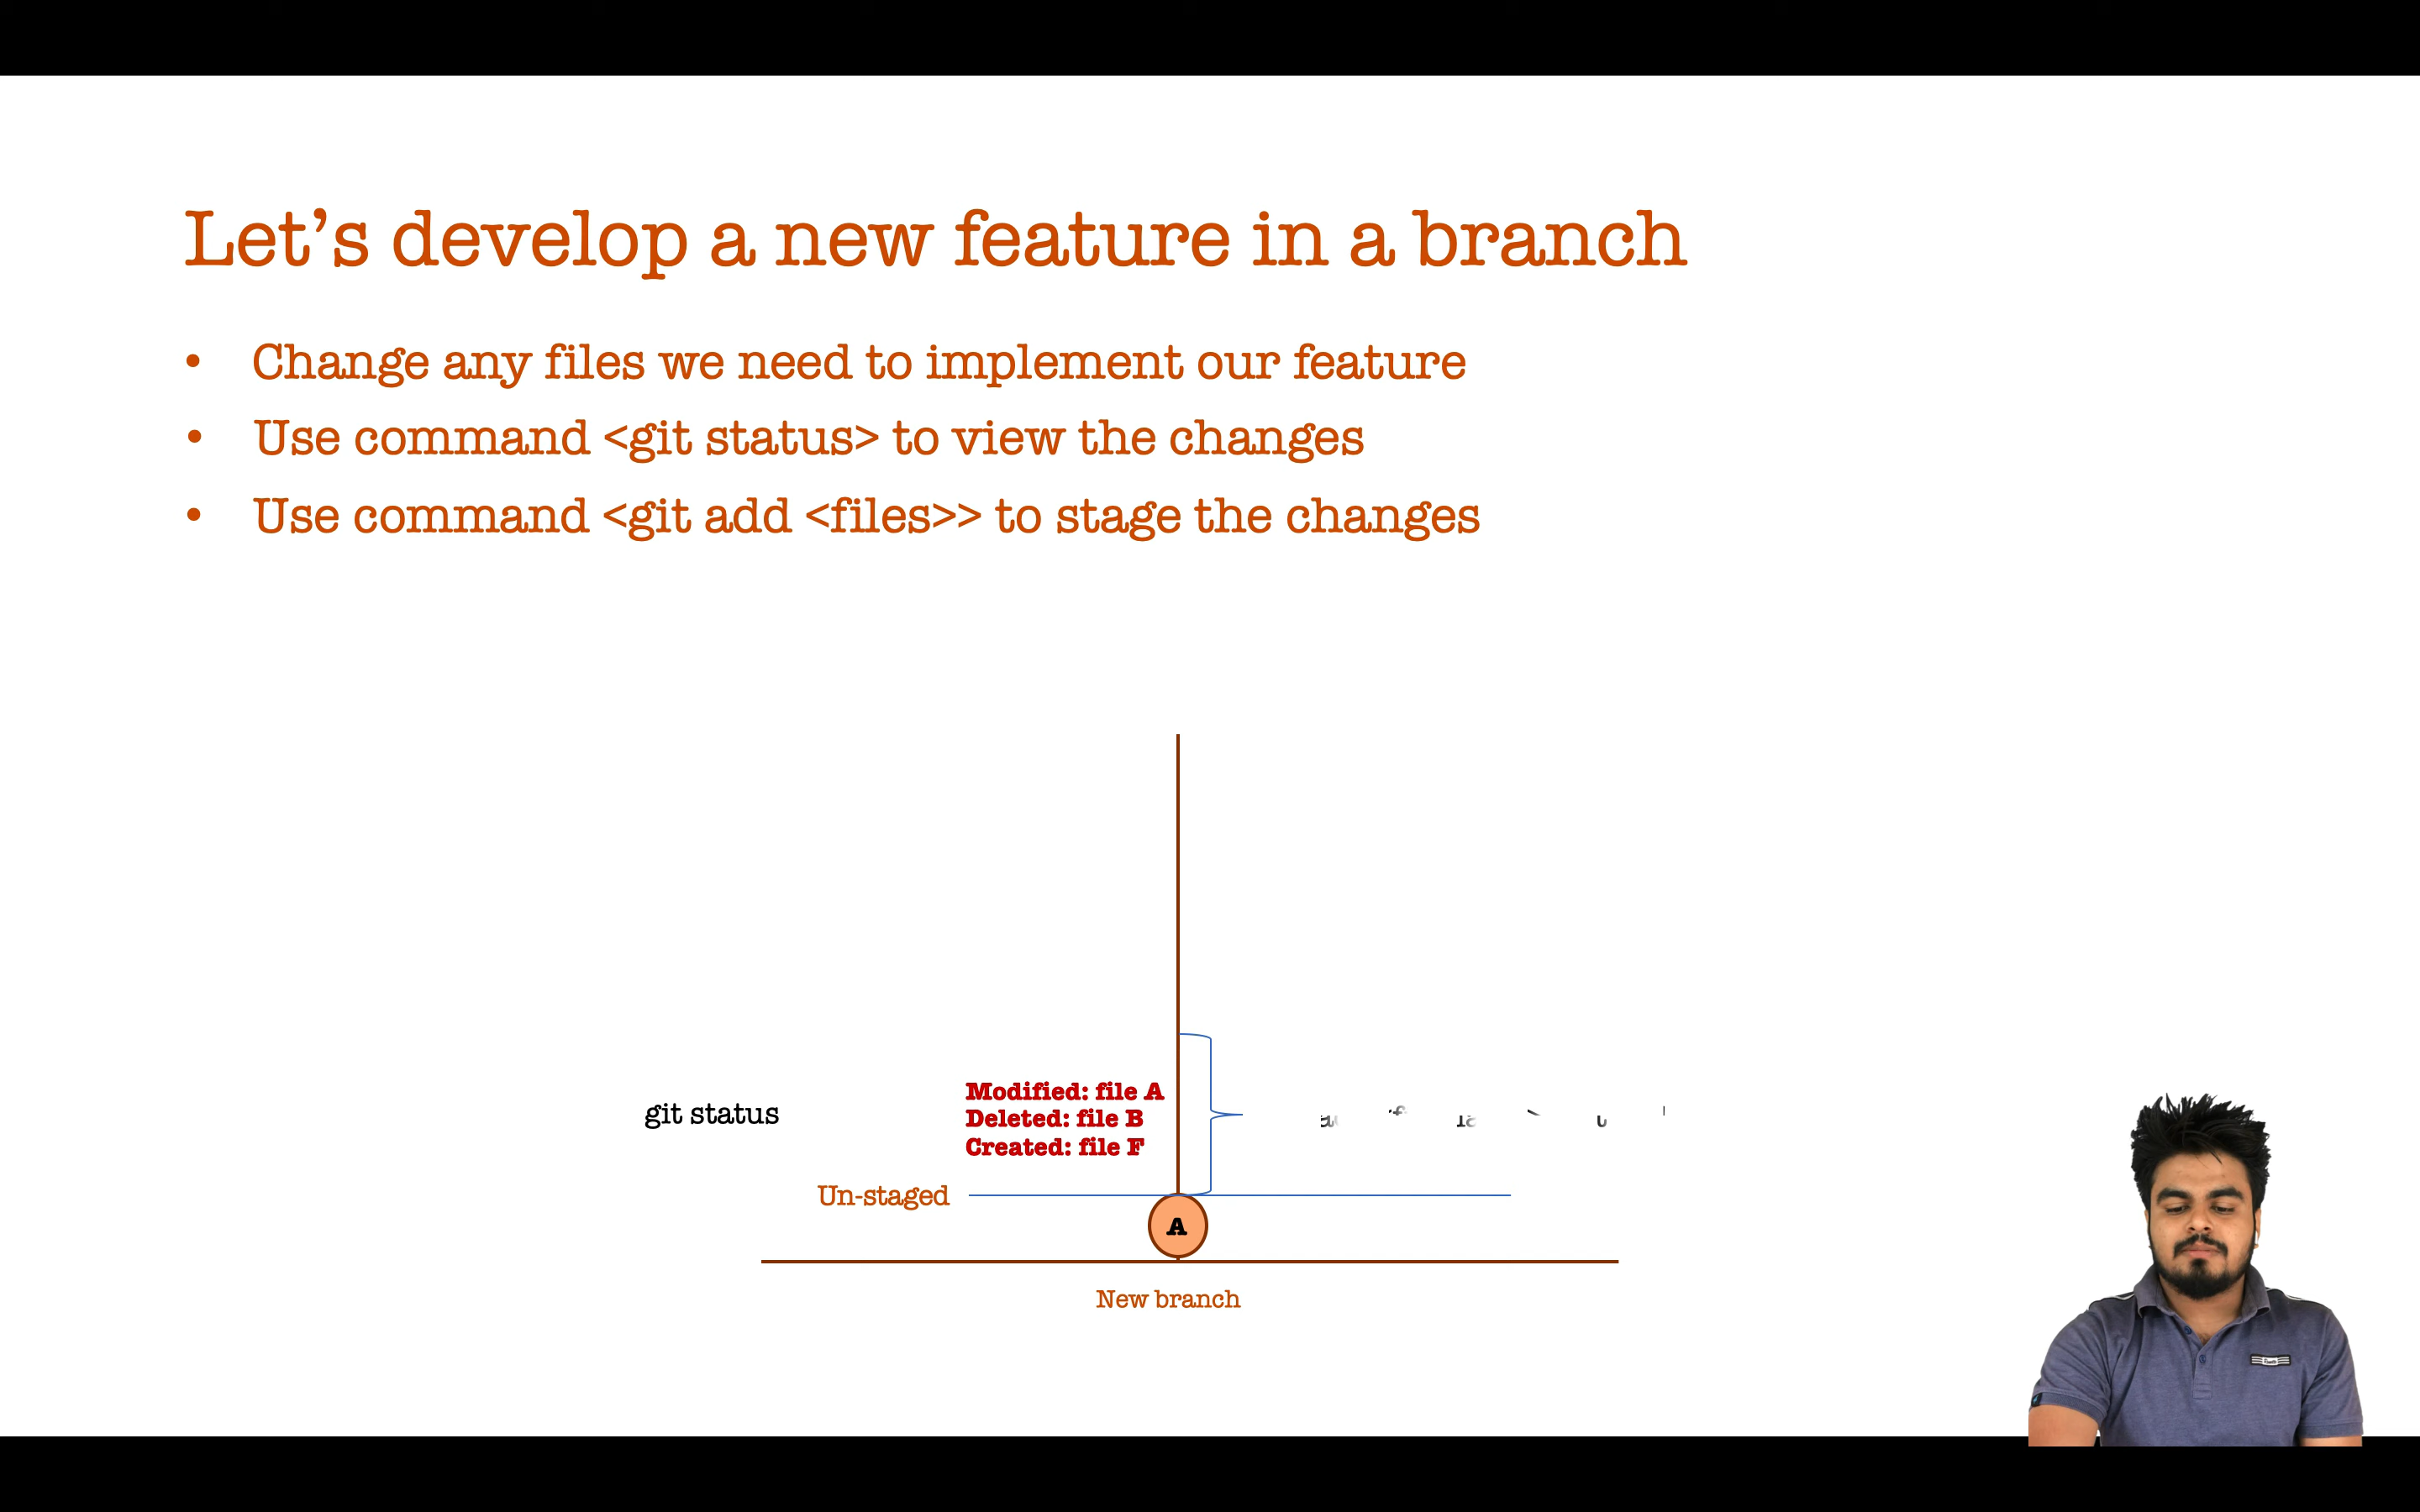 Let’s develop a new feature in a branch
• Change any files we need to implement our feature
• Use command <git status> to view the changes
• Use command <git add <files>> to stage the changes
git status
Modified: file A
Deleted: file B
Created: file F
Un-staged
A
New branch